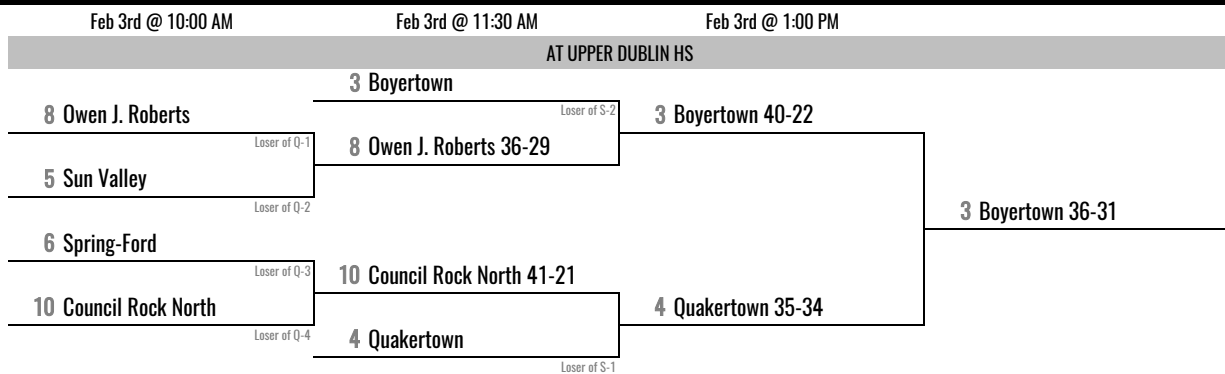 Feb 3rd @ 10:00 AM Feb 3rd @ 11:30 AM Feb 3rd @ 1:00 PM
AT UPPER DUBLIN HS
3 Boyertown
Loser of S-2
8 Owen J. Roberts
3 Boyertown 40-22
Loser of Q-1
8 Owen J. Roberts 36-29
5 Sun Valley
Loser of Q-2
3 Boyertown 36-31
6 Spring-Ford
Loser of Q-3
10 Council Rock North 41-21
10 Council Rock North
4 Quakertown 35-34
Loser of Q-4
4 Quakertown
Loser of S-1